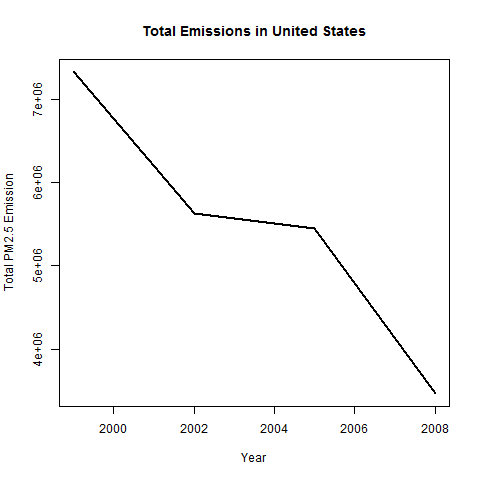 Total Emissions in United States
Total PM2.5 Emission
7e+06
6e+06
5e+06
4e+06
2000 2002 2004 2006 2008
Year